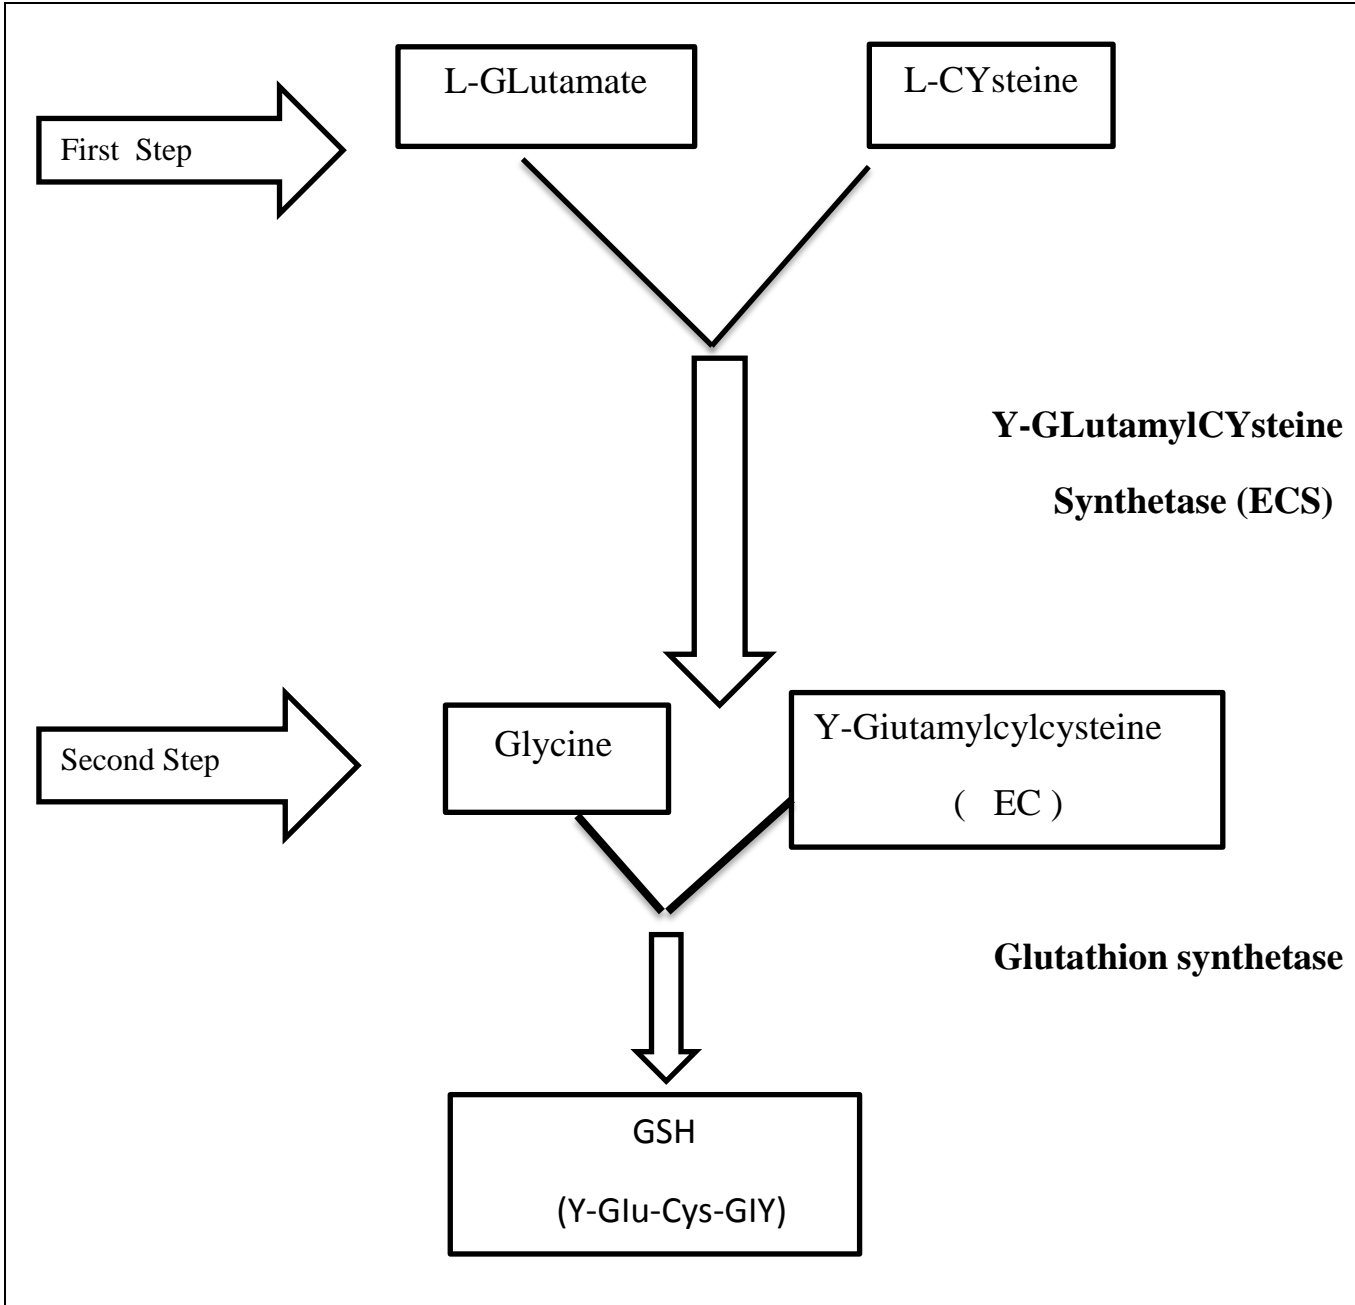 L-GLutamate
L-CYsteine
First Step
Y-GLutamylCYsteine
Synthetase (ECS)
Second Step
Glycine
Y-Giutamylcylcysteine
( EC )
Glutathion synthetase
GSH
(Y-Glu-Cys-GlY)